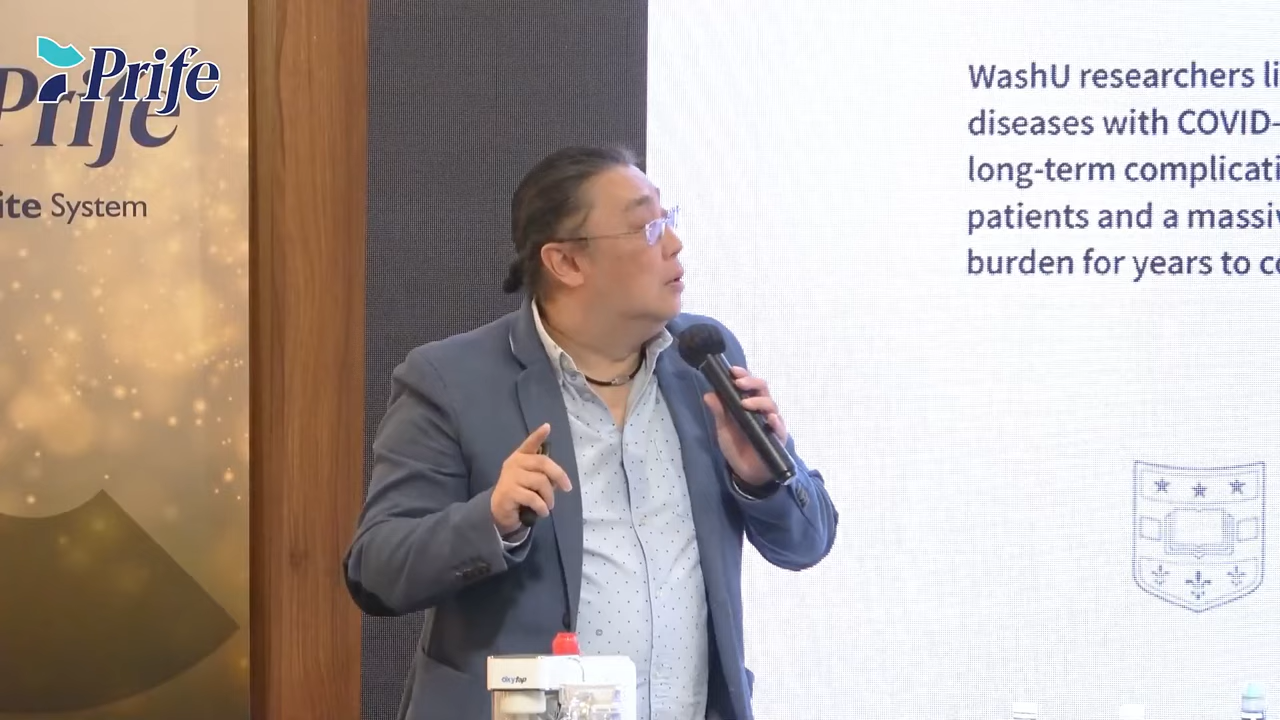 Prife
Prife
ite System
WashU researchers li
diseases with COVID-
long-term complicati
patients and a massiv
burden for years to co